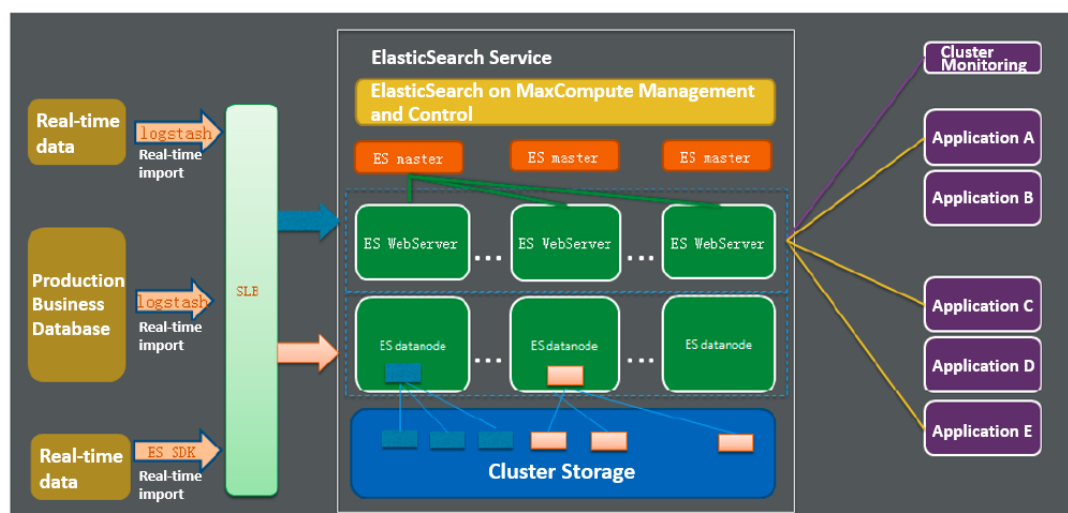 ElasticSearch Service
ElasticSearch on MaxCompute Management
and Control
Real-time
data
logstash
Real-time
import
Production
Business
Database
logstash
Real-time
import
Real-time
data
ES SDK
Real-time
import
SLB
ES master
ES master
ES master
ES WebServer
...
ES WebServer
...
ES WebServer
ES datanode
...
ES datanode
...
ES datanode
Cluster Storage
Cluster
Monitoring
Application A
Application B
Application C
Application D
Application E